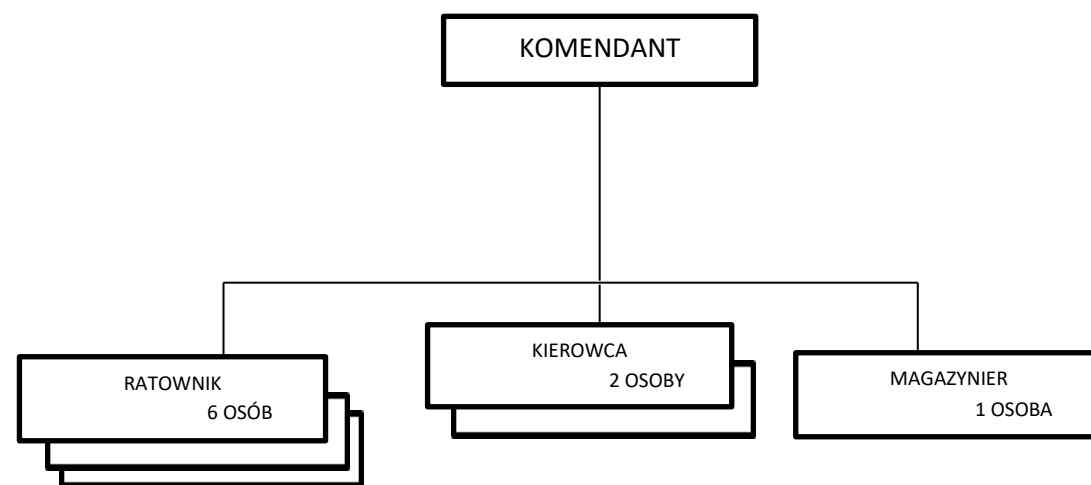 KOMENDANT
RATOWNIK
6 OSÓB
KIEROWCA
2 OSOBY
MAGAZYNIER
1 OSOBA